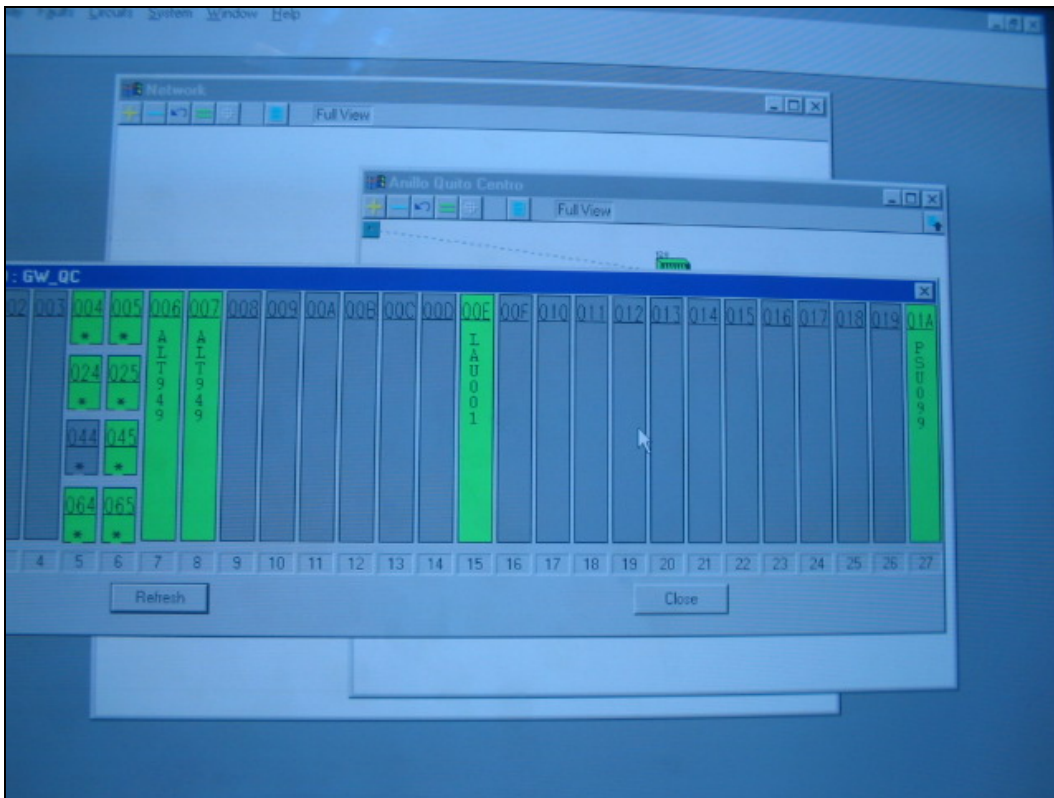 Faults Circuits System Window Help
Network
Full View
Anillo Quito Centro
Full View
: GW_QC
02 003 004 005 006 007 008 009 00A 00B 00C 00D 00E 00F 010 011 012 013 014 015 016 017 018 019 01A
* *
024 025
* *
044 045
* *
064 065
* *
ALT949
ALT949
LAU001
PSU099
4 5 6 7 8 9 10 11 12 13 14 15 16 17 18 19 20 21 22 23 24 25 26 27
Refresh
Close